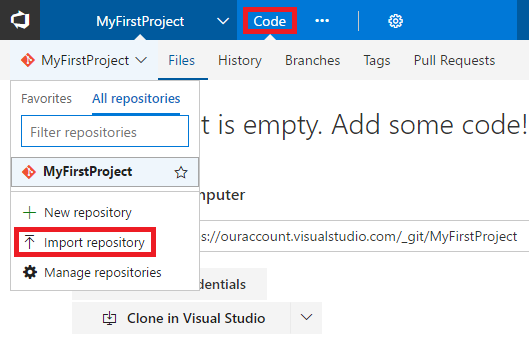 MyFirstProject Code
MyFirstProject Files History Branches Tags Pull Requests
Favorites All repositories
Filter repositories
t is empty. Add some code!
MyFirstProject
mputer
New repository
s://ouraccount.visualstudio.com/_git/MyFirstProject
Import repository
Manage repositories
dentials
Clone in Visual Studio